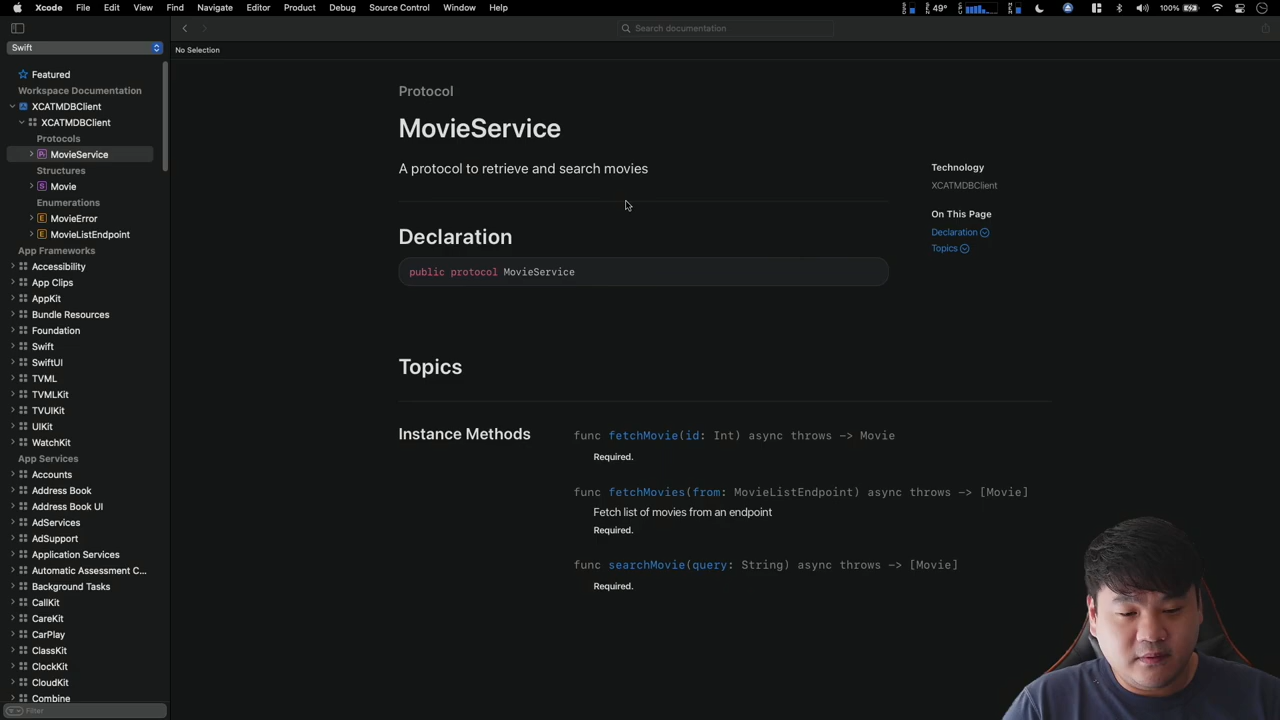 Xcode File Edit View Find Navigate Editor Product Debug Source Control Window Help
49° 100%
Swift
Search documentation
No Selection
Featured
Workspace Documentation
XCATMDBClient
XCATMDBClient
Protocols
MovieService
Structures
Movie
Enumerations
MovieError
MovieListEndpoint
App Frameworks
Accessibility
App Clips
AppKit
Bundle Resources
Foundation
Swift
SwiftUI
TVML
TVMLKit
TVUIKit
UIKit
WatchKit
App Services
Accounts
Address Book
Address Book UI
AdServices
AdSupport
Application Services
Automatic Assessment C...
Background Tasks
CallKit
CareKit
CarPlay
ClassKit
ClockKit
CloudKit
Combine
Filter
Protocol
MovieService
A protocol to retrieve and search movies
Declaration
public protocol MovieService
Topics
Instance Methods
func fetchMovie(id: Int) async throws -> Movie
Required.
func fetchMovies(from: MovieListEndpoint) async throws -> [Movie]
Fetch list of movies from an endpoint
Required.
func searchMovie(query: String) async throws -> [Movie]
Required.
Technology
XCATMDBClient
On This Page
Declaration
Topics